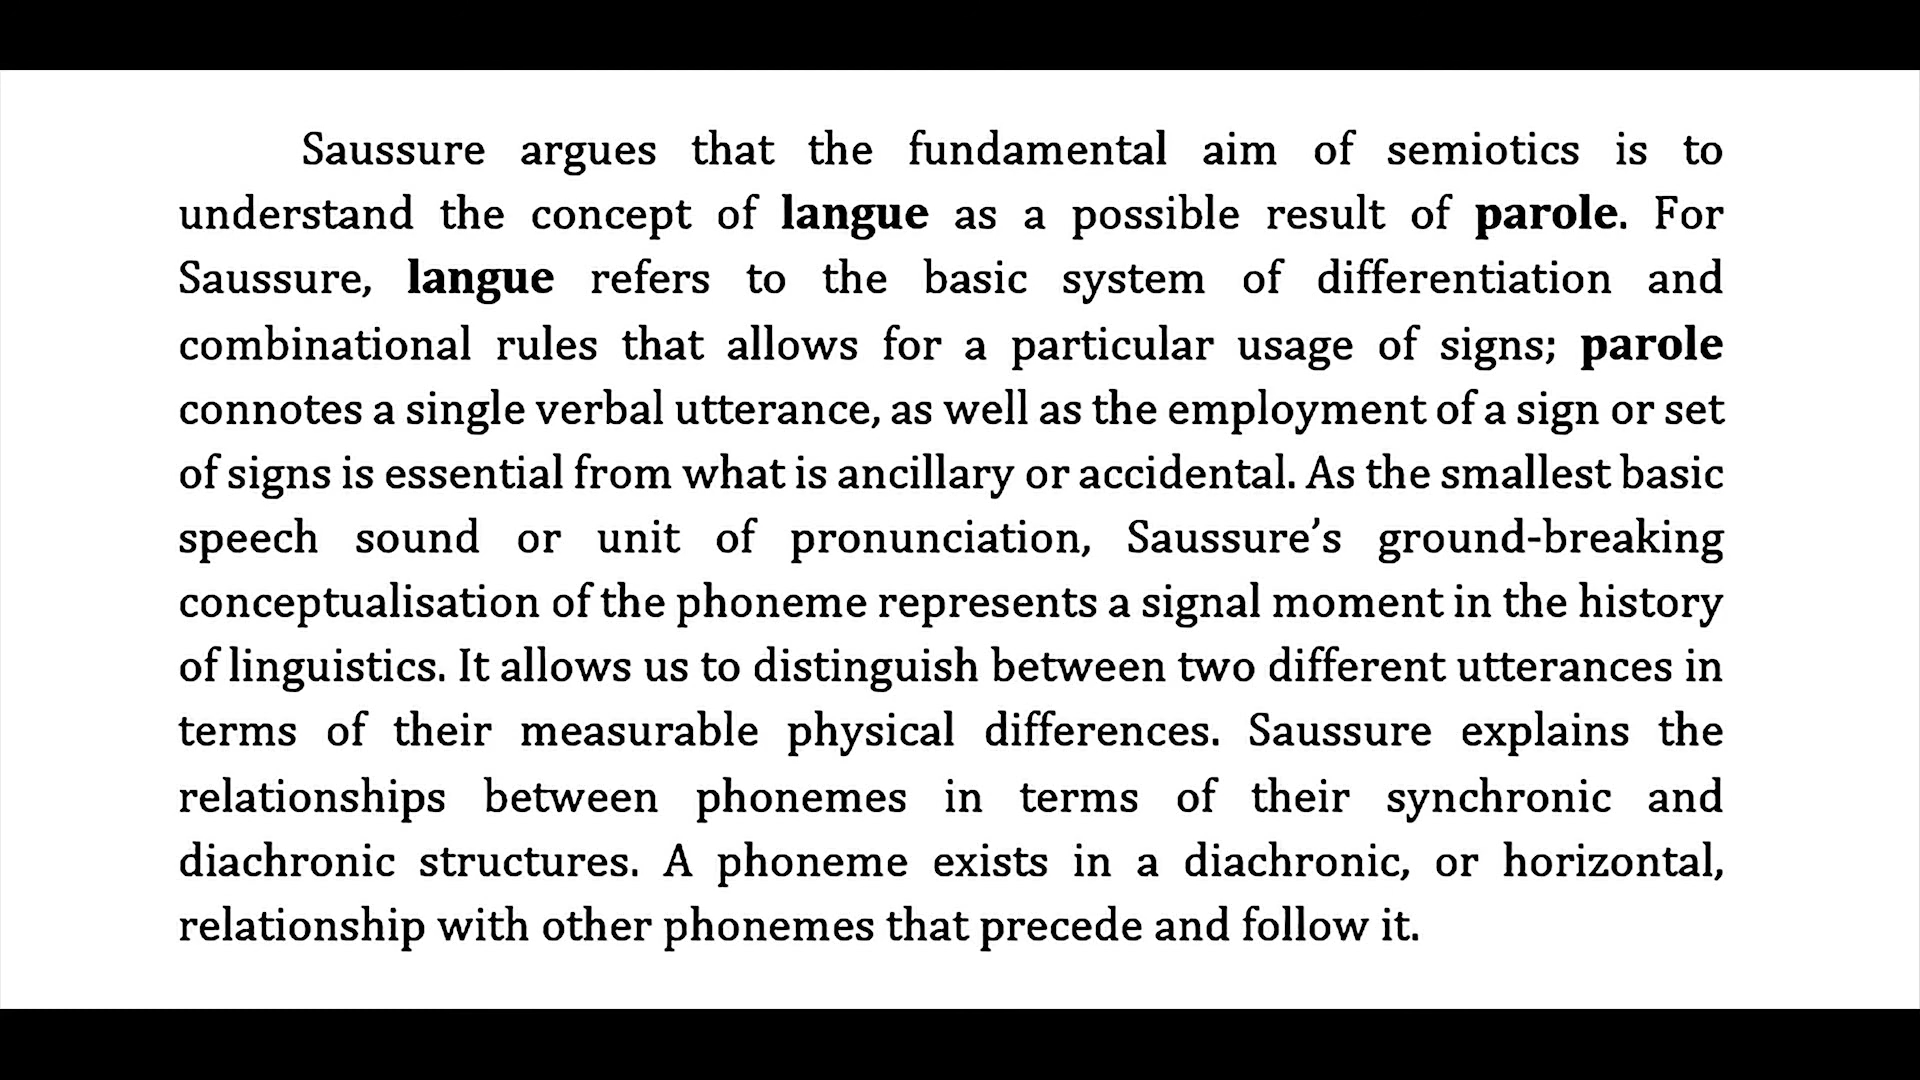 Saussure argues that the fundamental aim of semiotics is to
understand the concept of langue as a possible result of parole. For
Saussure, langue refers to the basic system of differentiation and
combinational rules that allows for a particular usage of signs; parole
connotes a single verbal utterance, as well as the employment of a sign or set
of signs is essential from what is ancillary or accidental. As the smallest basic
speech sound or unit of pronunciation, Saussure’s ground-breaking
conceptualisation of the phoneme represents a signal moment in the history
of linguistics. It allows us to distinguish between two different utterances in
terms of their measurable physical differences. Saussure explains the
relationships between phonemes in terms of their synchronic and
diachronic structures. A phoneme exists in a diachronic, or horizontal,
relationship with other phonemes that precede and follow it.